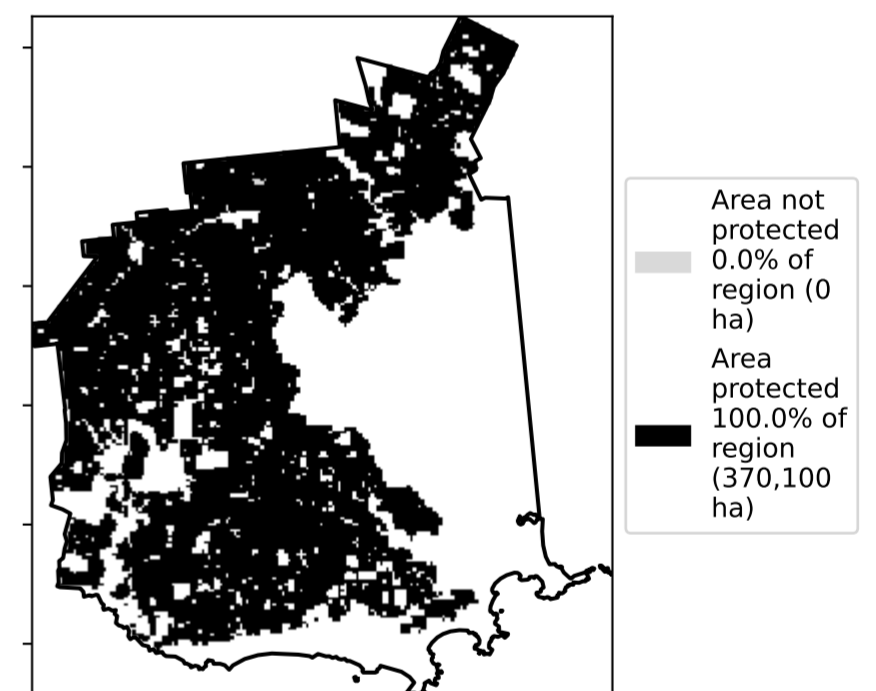 Area not
protected
0.0% of
region (0
ha)
Area
protected
100.0% of
region
(370,100
ha)